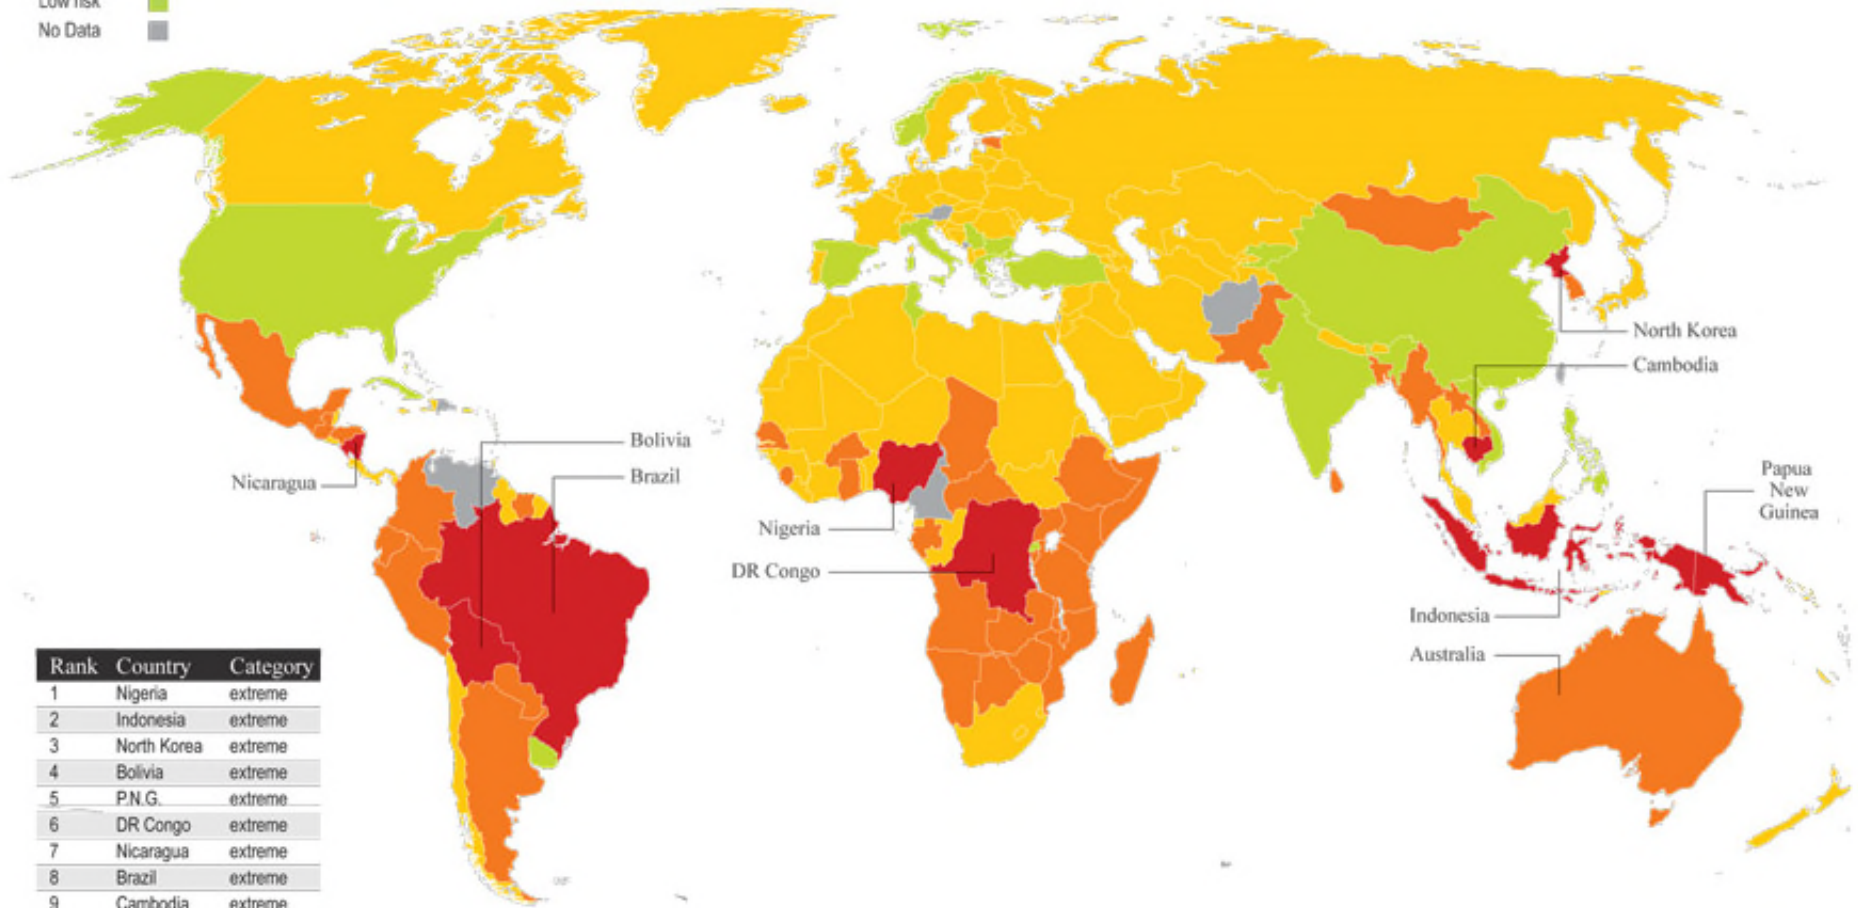 Low risk
No Data
North Korea
Cambodia
Bolivia
Nicaragua
Brazil
Papua
New
Guinea
Nigeria
DR Congo
Indonesia
Australia
Rank Country Category
1 Nigeria extreme
2 Indonesia extreme
3 North Korea extreme
4 Bolivia extreme
5 P.N.G. extreme
6 DR Congo extreme
7 Nicaragua extreme
8 Brazil extreme
9 Cambodia extreme